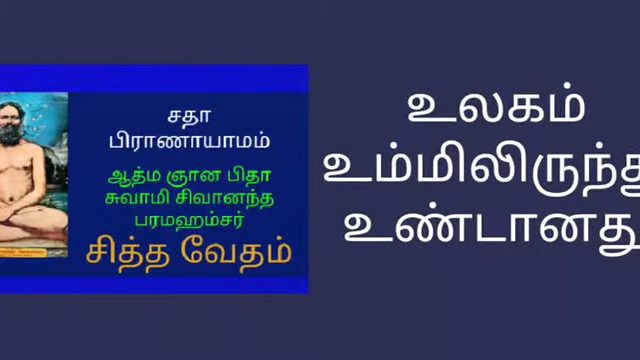 சதா
பிராணாயாமம்
ஆத்ம ஞான பிதா
சுவாமி சிவானந்த
பரமஹம்சர்
சித்த வேதம்
உலகம்
உம்மிலிருந்து
உண்டானது